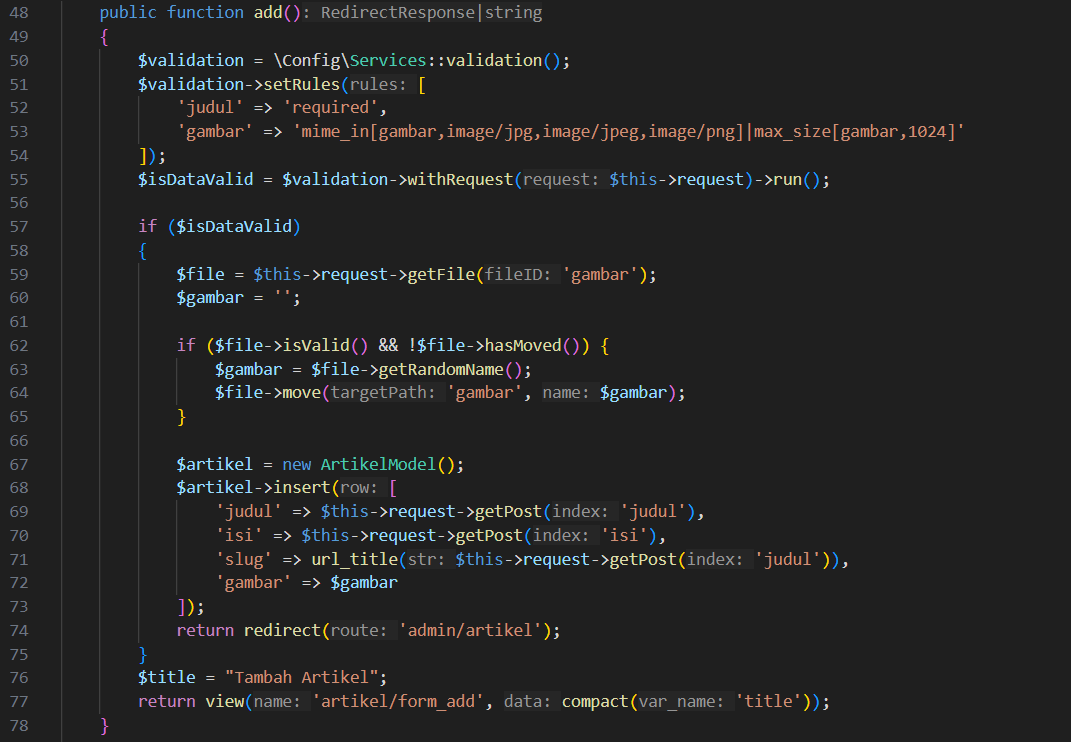 48 public function add(): RedirectResponse|string
49 {
50 $validation = \Config\Services::validation();
51 $validation->setRules(rules: [
52 'judul' => 'required',
53 'gambar' => 'mime_in[gambar,image/jpg,image/jpeg,image/png]|max_size[gambar,1024]'
54 ]);
55 $isDataValid = $validation->withRequest(request: $this->request)->run();
56
57 if ($isDataValid)
58 {
59 $file = $this->request->getFile(fileID: 'gambar');
60 $gambar = '';
61
62 if ($file->isValid() && !$file->hasMoved()) {
63 $gambar = $file->getRandomName();
64 $file->move(targetPath: 'gambar', name: $gambar);
65 }
66
67 $artikel = new ArtikelModel();
68 $artikel->insert(row: [
69 'judul' => $this->request->getPost(index: 'judul'),
70 'isi' => $this->request->getPost(index: 'isi'),
71 'slug' => url_title(str: $this->request->getPost(index: 'judul')),
72 'gambar' => $gambar
73 ]);
74 return redirect(route: 'admin/artikel');
75 }
76 $title = "Tambah Artikel";
77 return view(name: 'artikel/form_add', data: compact(var_name: 'title'));
78 }